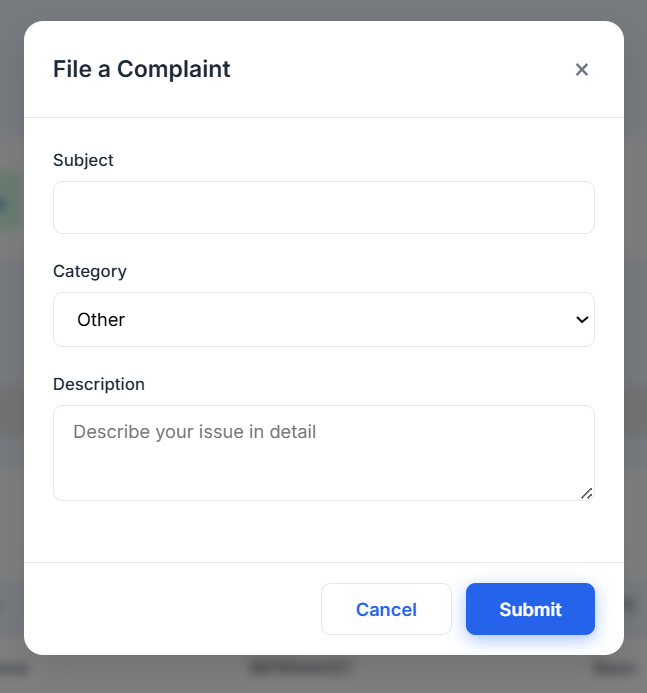 File a Complaint ×
Subject
Category
Other
Description
Describe your issue in detail
Cancel Submit